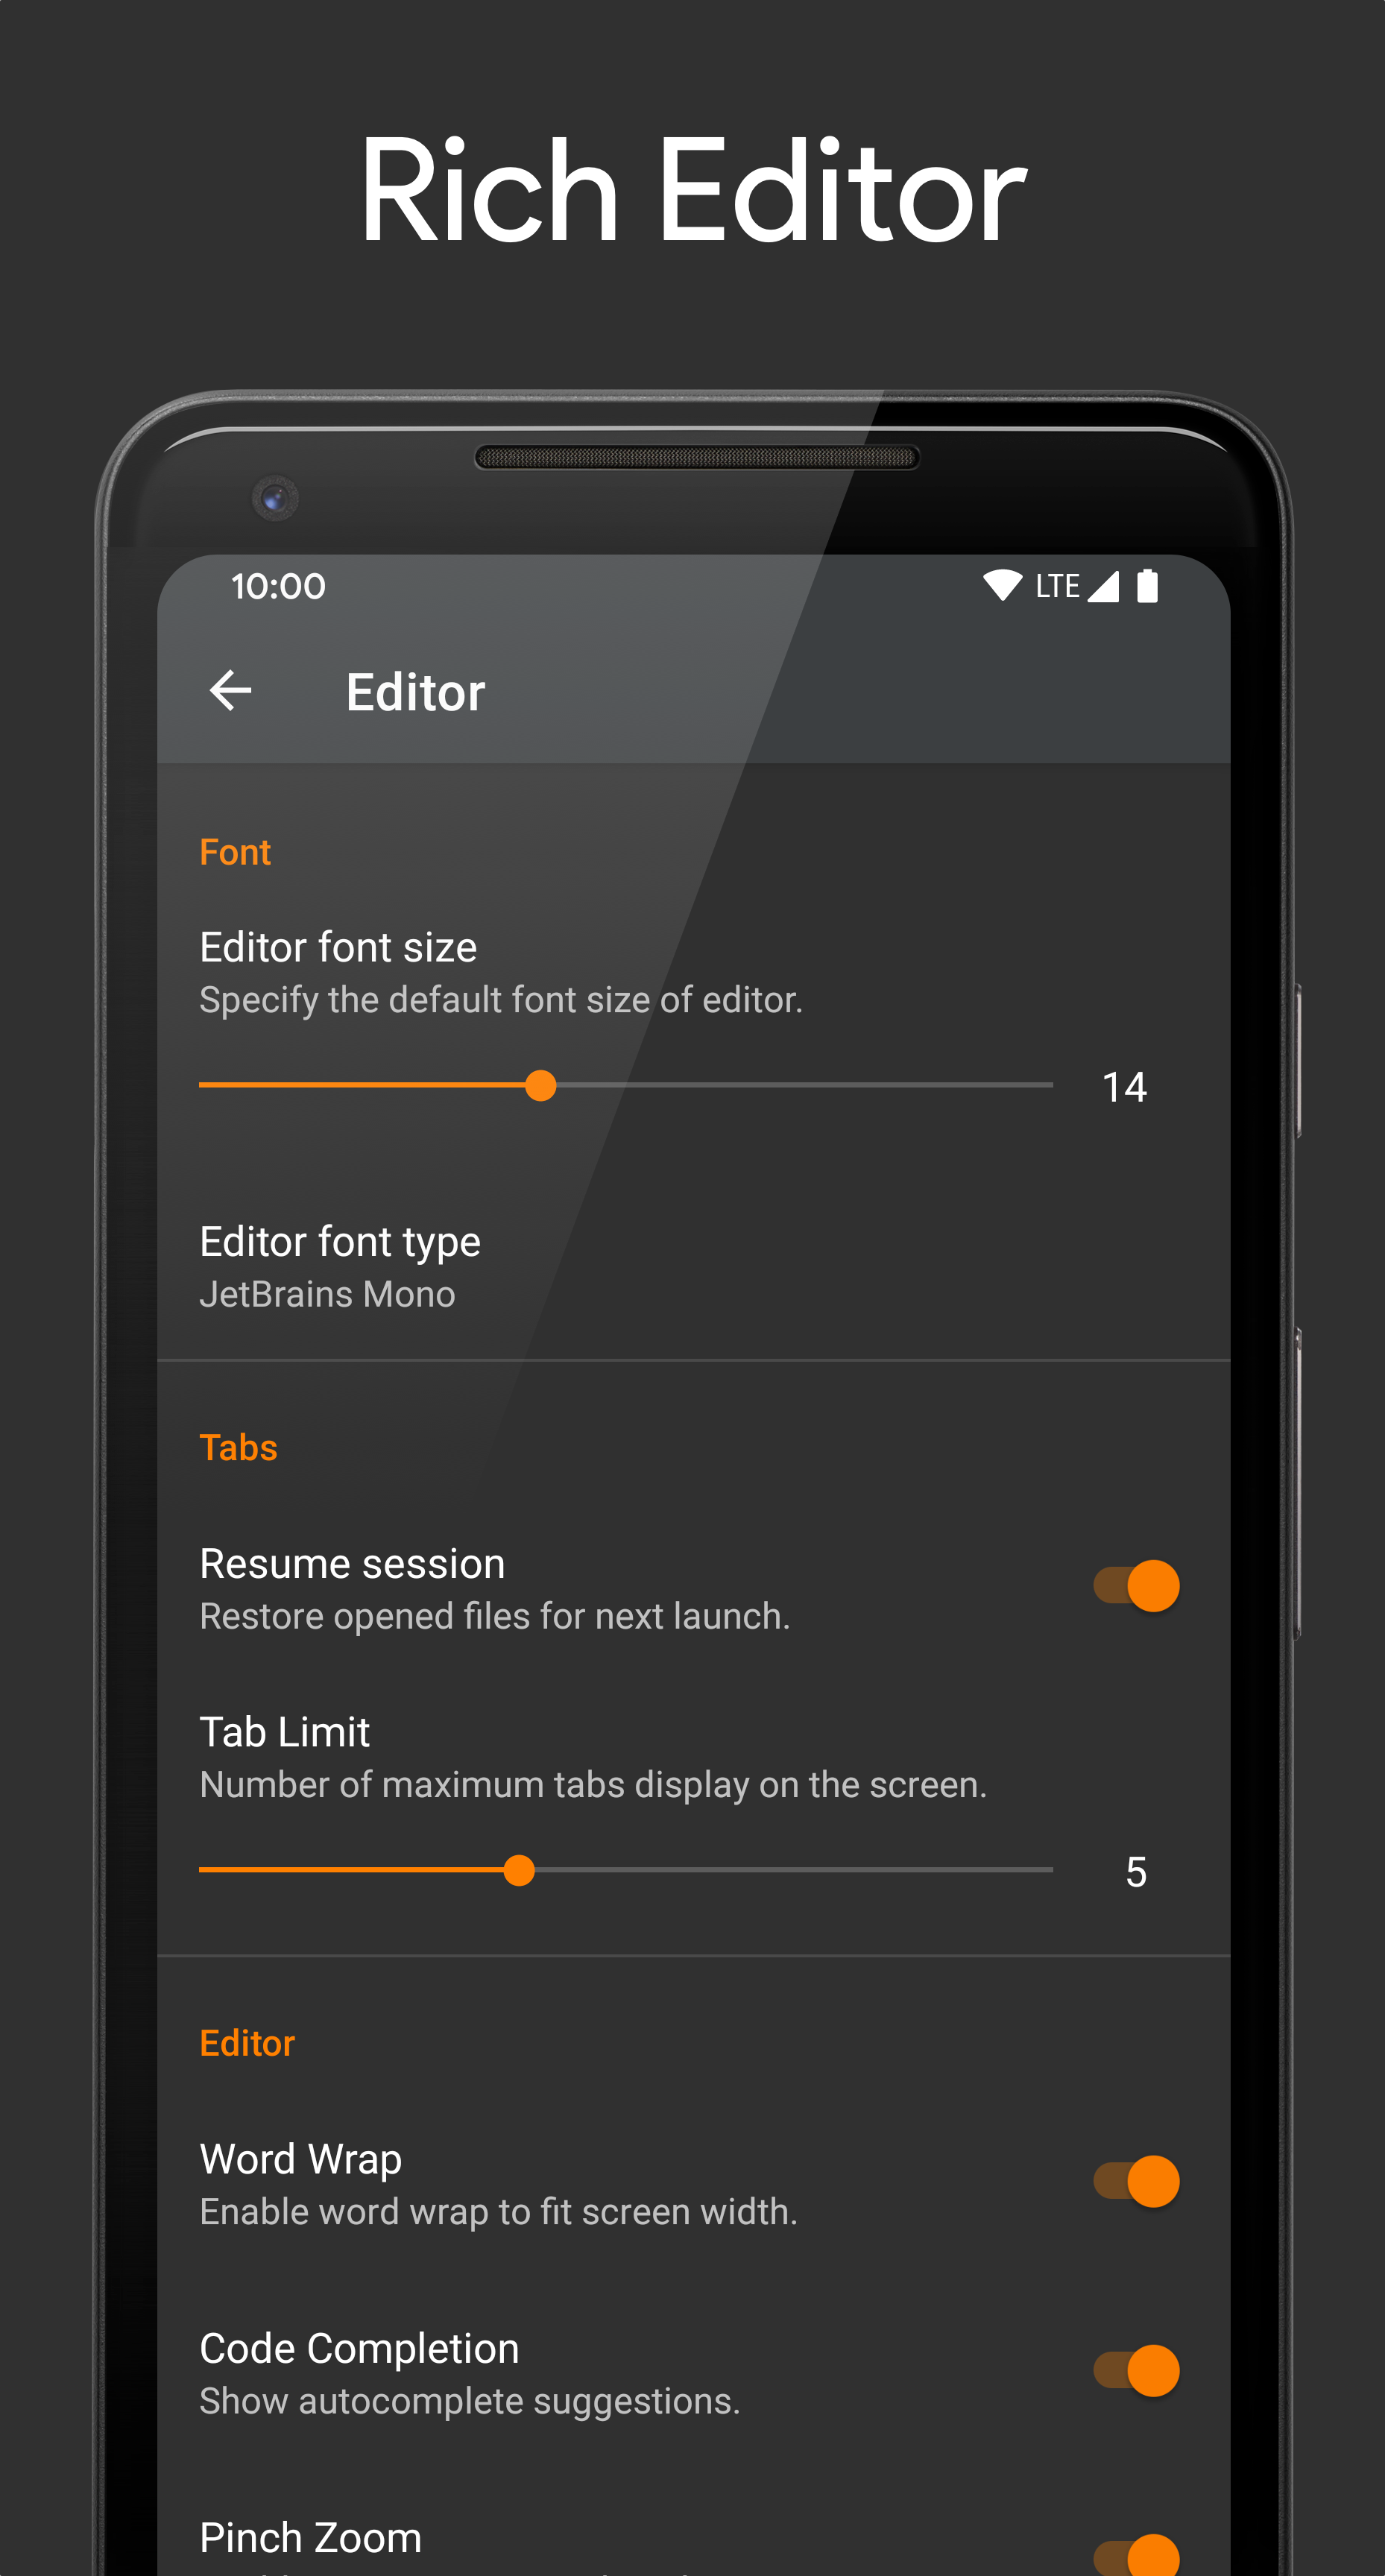 Rich Editor
10:00
LTE
Editor
Font
Editor font size
Specify the default font size of editor.
14
Editor font type
JetBrains Mono
Tabs
Resume session
Restore opened files for next launch.
Tab Limit
Number of maximum tabs display on the screen.
5
Editor
Word Wrap
Enable word wrap to fit screen width.
Code Completion
Show autocomplete suggestions.
Pinch Zoom